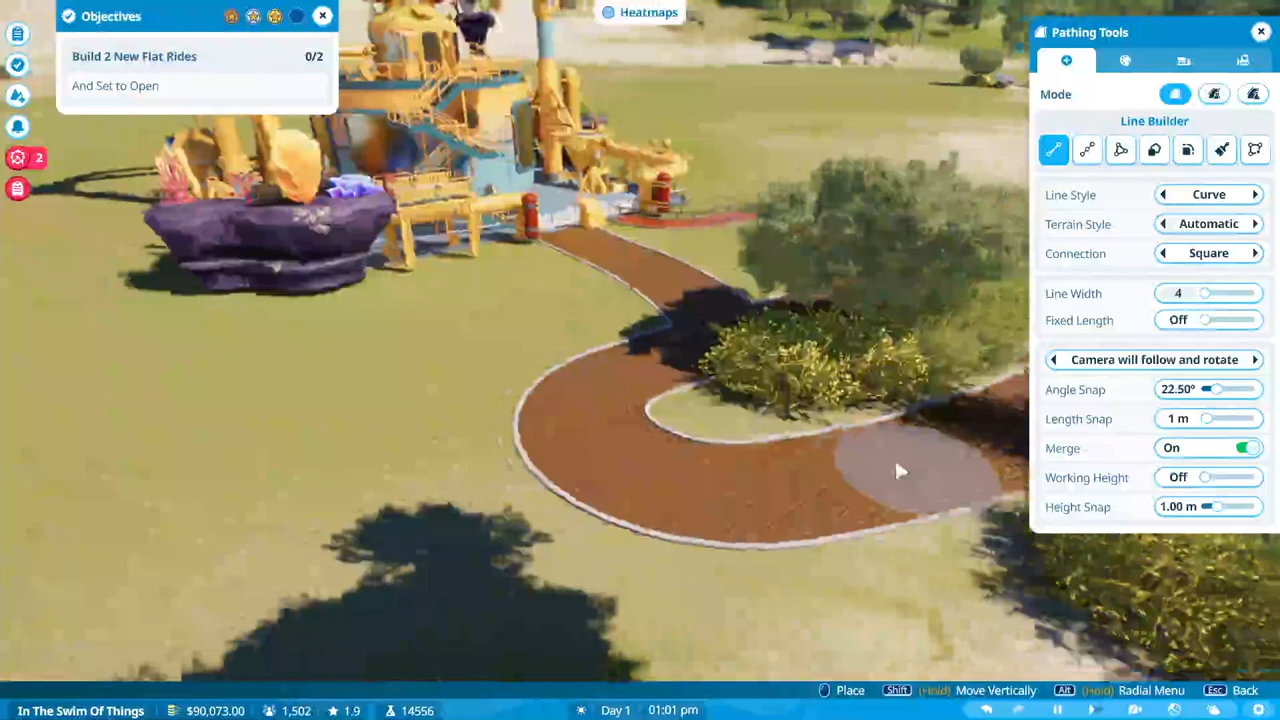 Objectives
Build 2 New Flat Rides 0/2
And Set to Open
2
Heatmaps
Pathing Tools
Mode
Line Builder
Line Style Curve
Terrain Style Automatic
Connection Square
Line Width 4
Fixed Length Off
Camera will follow and rotate
Angle Snap 22.50°
Length Snap 1 m
Merge On
Working Height Off
Height Snap 1.00 m
Place Shift (Hold) Move Vertically Alt (Hold) Radial Menu Esc Back
In The Swim Of Things $90,073.00 1,502 1.9 14556 Day 1 01:01 pm